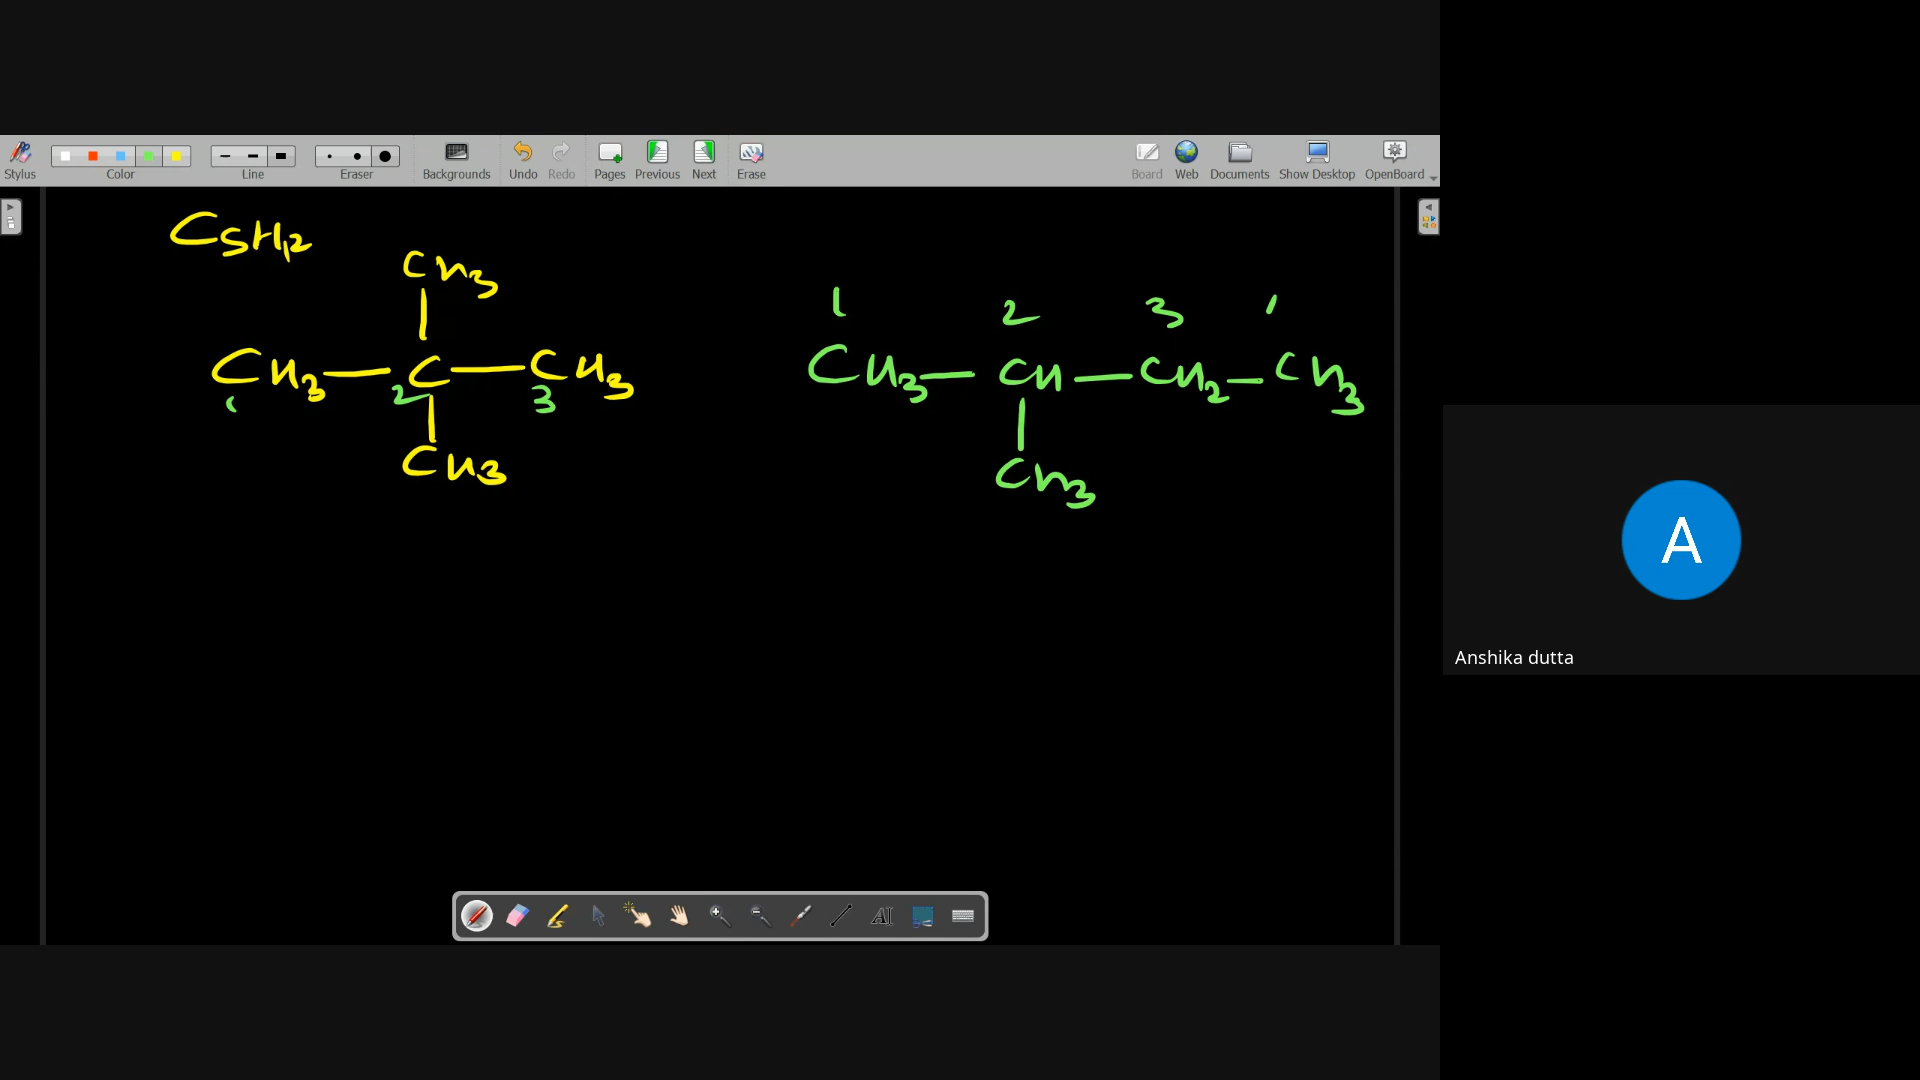 Stylus Color Line Eraser Backgrounds Undo Redo Pages Previous Next Erase Board Web Documents Show Desktop OpenBoard
C5H12
CH3
1 2 3
CH3—C—CH3
1 2 3
CH3
CH3—CH—CH2—CH3
CH3
A
Anshika dutta